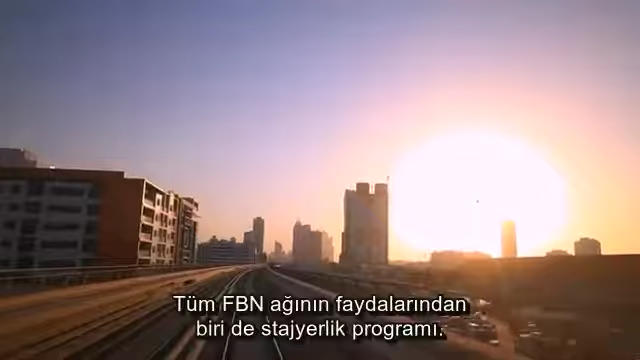 Tüm FBN ağının faydalarından
biri de stajyerlik programı.